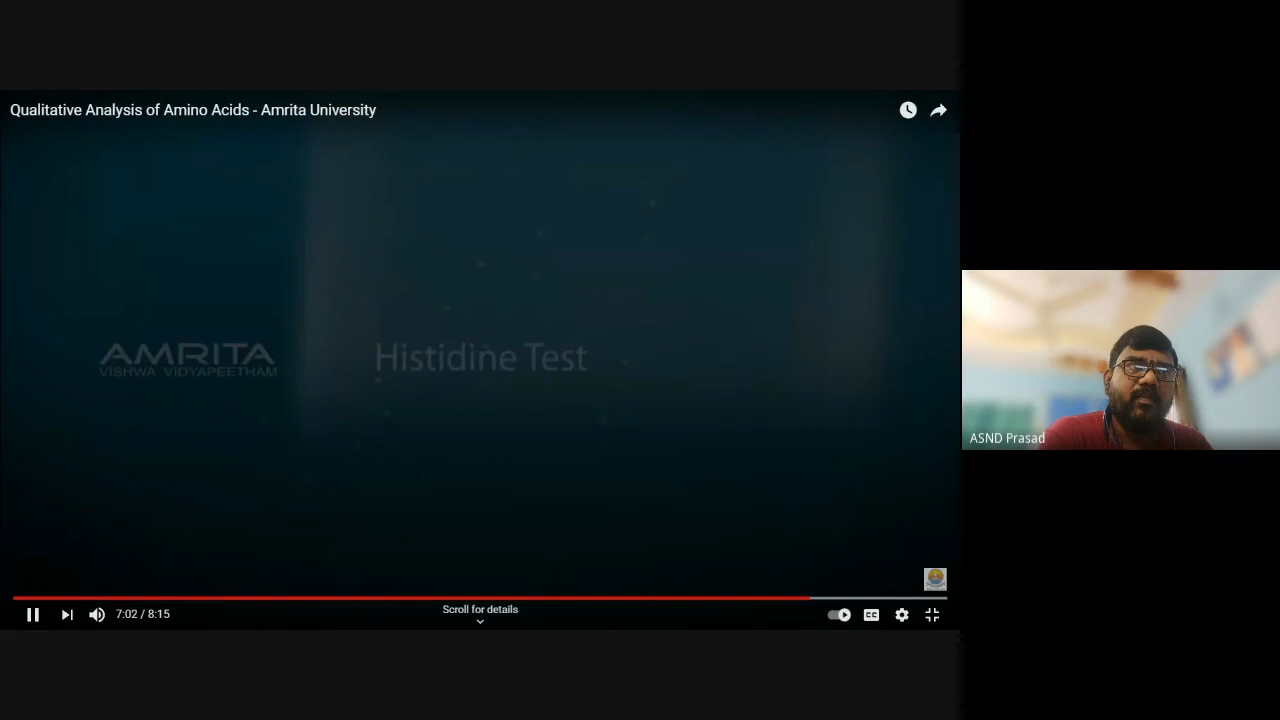 Qualitative Analysis of Amino Acids - Amrita University
AMRITA
VISHWA VIDYAPEETHAM
Histidine Test
ASND Prasad
7:02 / 8:15
Scroll for details
CC